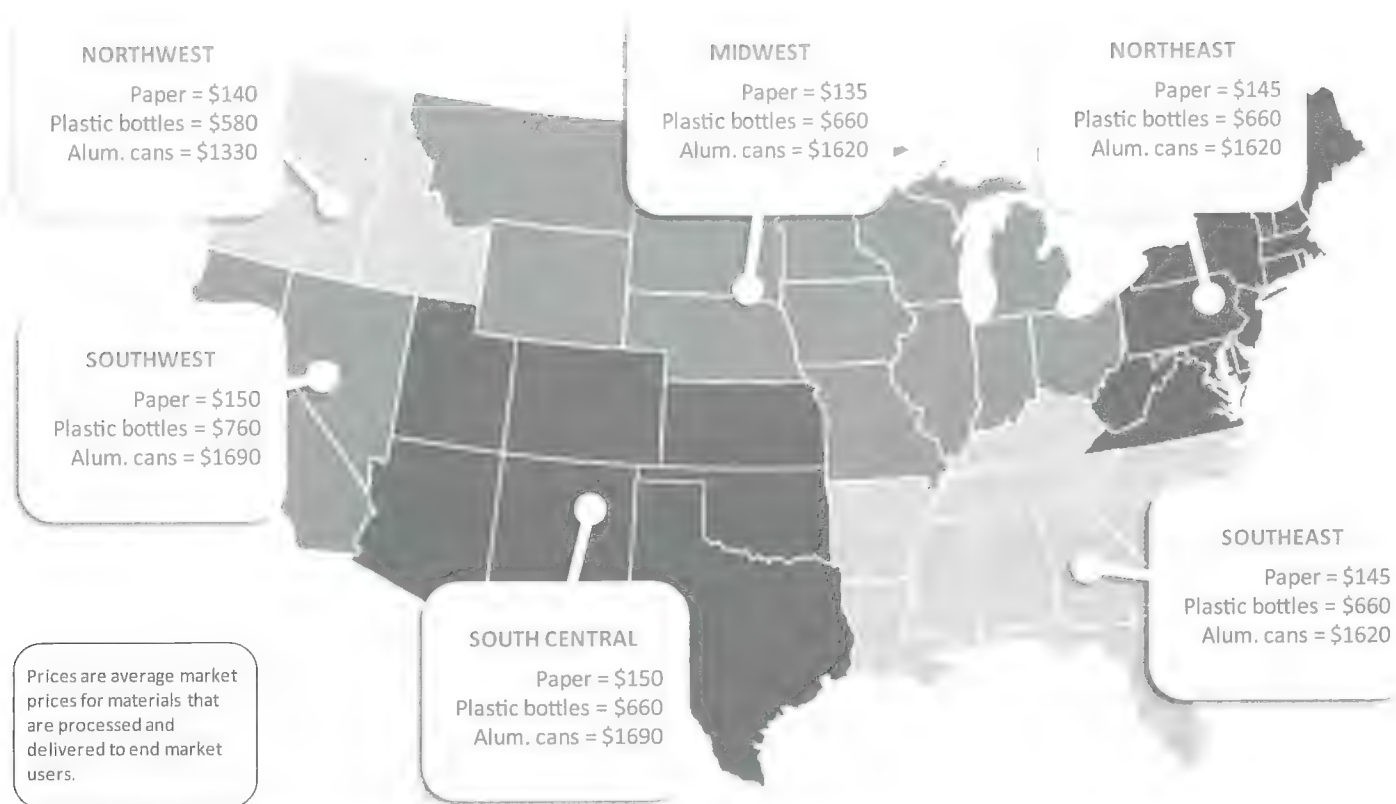 NORTHWEST
Paper = $140
Plastic bottles = $580
Alum. cans = $1330
MIDWEST
Paper = $135
Plastic bottles = $660
Alum. cans = $1620
NORTHEAST
Paper = $145
Plastic bottles = $660
Alum. cans = $1620
SOUTHWEST
Paper = $150
Plastic bottles = $760
Alum. cans = $1690
SOUTHEAST
Paper = $145
Plastic bottles = $660
Alum. cans = $1620
SOUTH CENTRAL
Paper = $150
Plastic bottles = $660
Alum. cans = $1690
Prices are average market
prices for materials that
are processed and
delivered to end market
users.